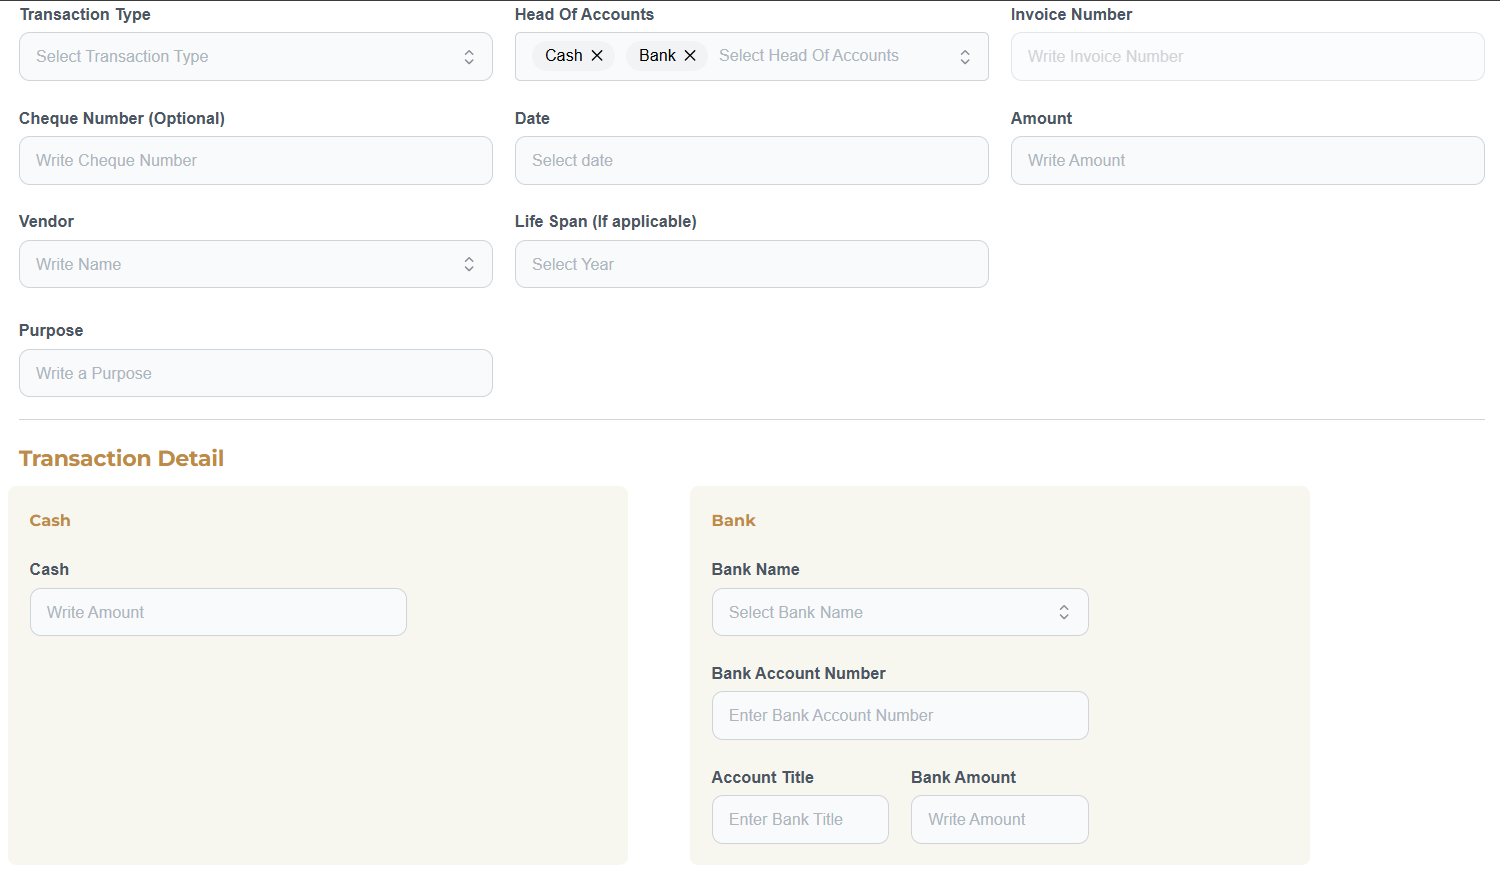 Transaction Type
Head Of Accounts
Invoice Number
Select Transaction Type
Cash
Bank
Select Head Of Accounts
Write Invoice Number
Cheque Number (Optional)
Date
Amount
Write Cheque Number
Select date
Write Amount
Vendor
Life Span (If applicable)
Write Name
Select Year
Purpose
Write a Purpose
Transaction Detail
Cash
Cash
Write Amount
Bank
Bank Name
Select Bank Name
Bank Account Number
Enter Bank Account Number
Account Title
Bank Amount
Enter Bank Title
Write Amount